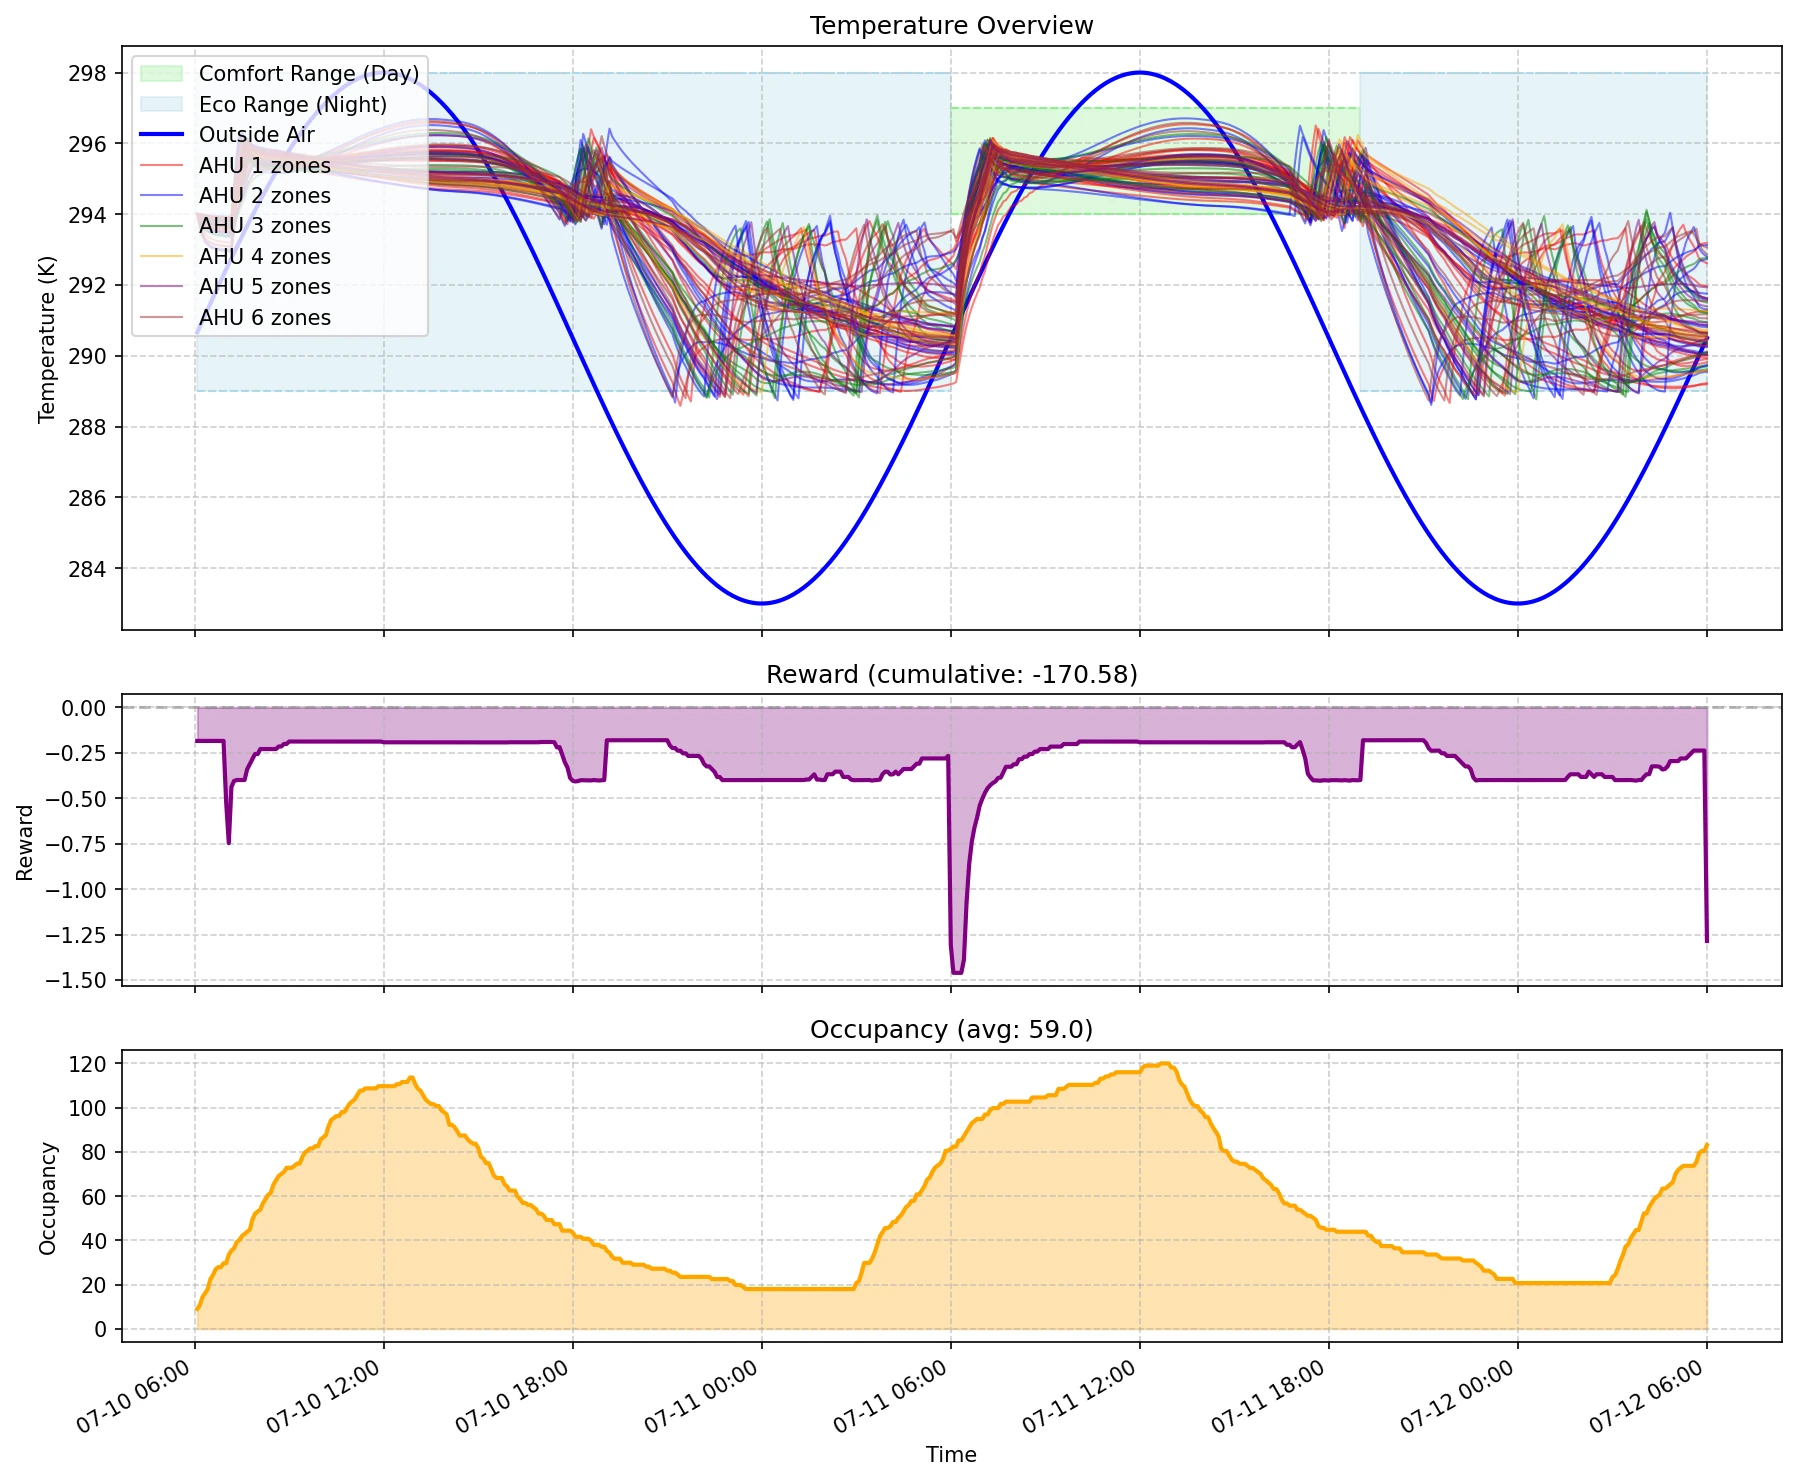 Temperature Overview
Temperature (K)
298
296
294
292
290
288
286
284
Comfort Range (Day)
Eco Range (Night)
Outside Air
AHU 1 zones
AHU 2 zones
AHU 3 zones
AHU 4 zones
AHU 5 zones
AHU 6 zones
Reward (cumulative: -170.58)
Reward
0.00
−0.25
−0.50
−0.75
−1.00
−1.25
−1.50
Occupancy (avg: 59.0)
Occupancy
120
100
80
60
40
20
0
07-10 06:00
07-10 12:00
07-10 18:00
07-11 00:00
07-11 06:00
07-11 12:00
07-11 18:00
07-12 00:00
07-12 06:00
Time